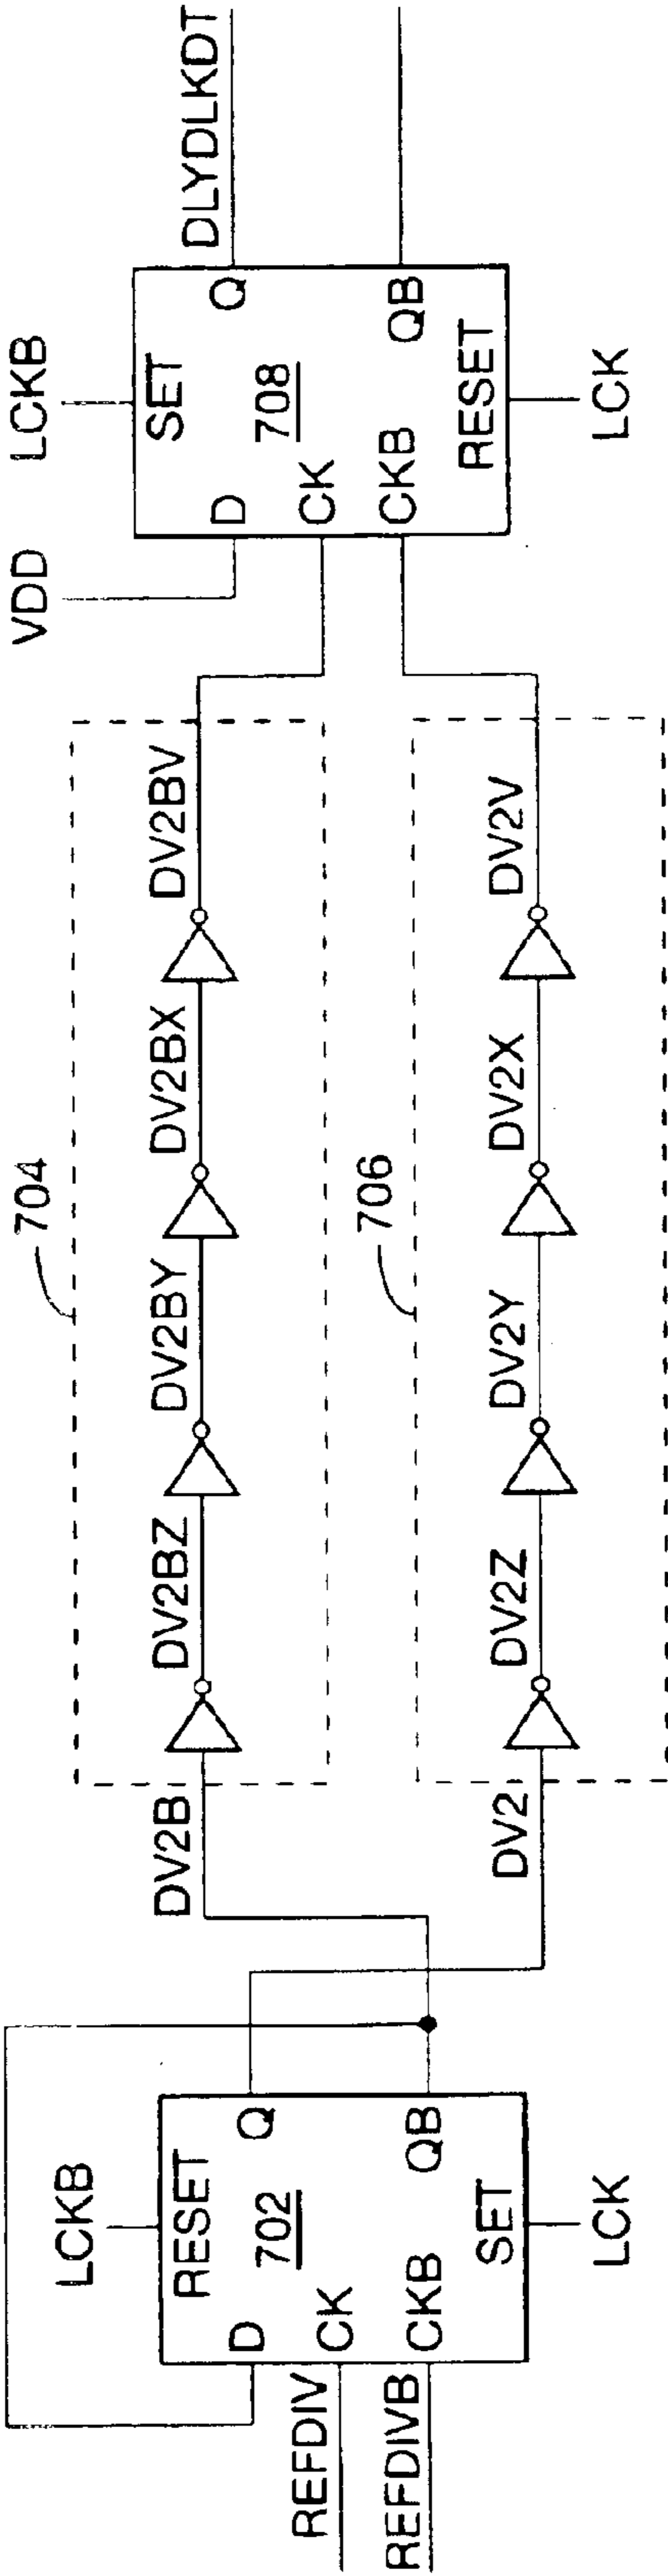 LCKB
RESET
D
Q
702
CK
CKB
QB
SET
LCK
REFDIV
REFDIVB
704
DV2B
DV2BZ
DV2BY
DV2BX
DV2BV
706
DV2
DV2Z
DV2Y
DV2X
DV2V
VDD
LCKB
SET
D
Q
DLYDLKDT
708
CK
CKB
QB
RESET
LCK